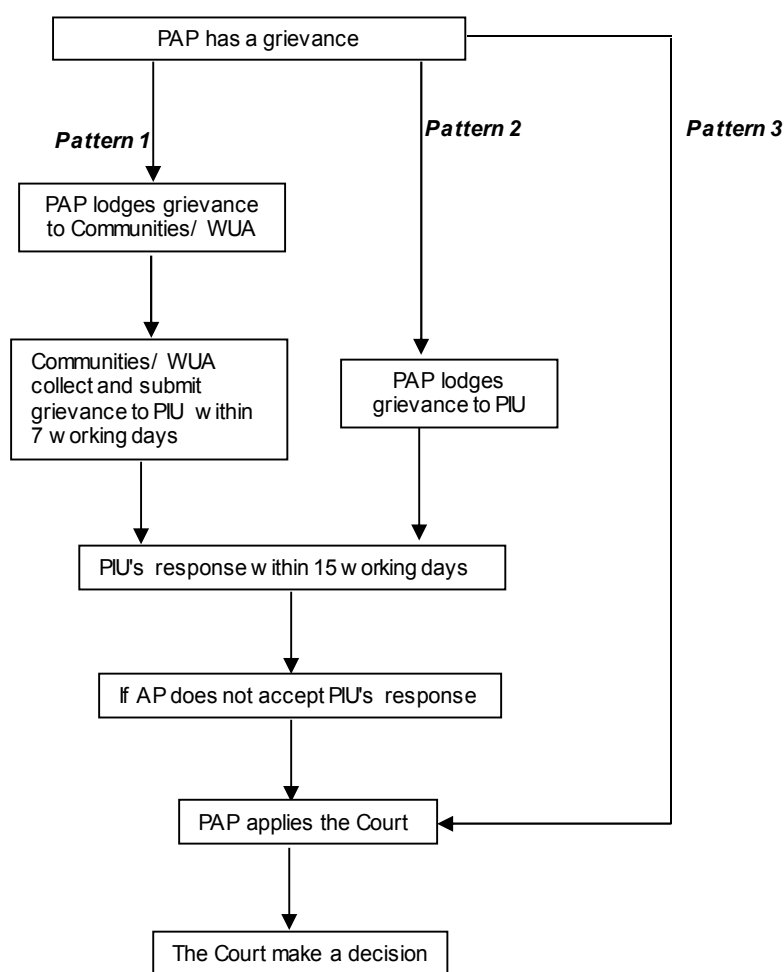 PAP has a grievance
Pattern 1
Pattern 2
Pattern 3
PAP lodges grievance
to Communities/ WUA
Communities/ WUA
collect and submit
grievance to PIU within
7 working days
PAP lodges
grievance to PIU
PIU's response within 15 working days
If AP does not accept PIU's response
PAP applies the Court
The Court make a decision